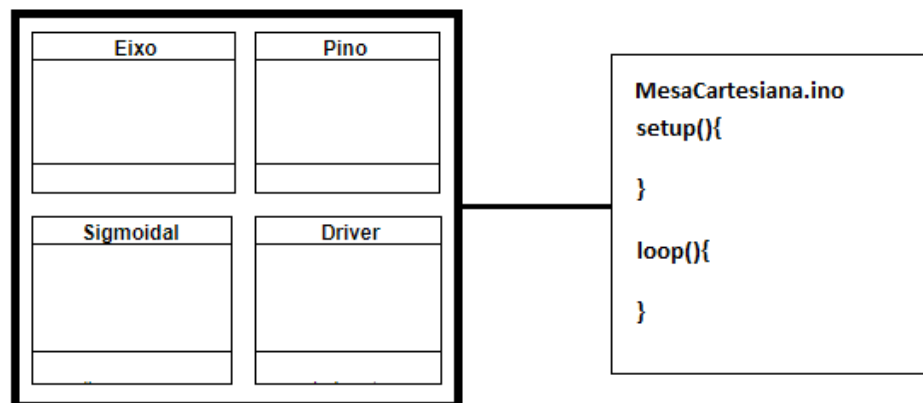 Eixo
Pino
Sigmoidal
Driver
MesaCartesiana.ino
setup(){
}
loop(){
}